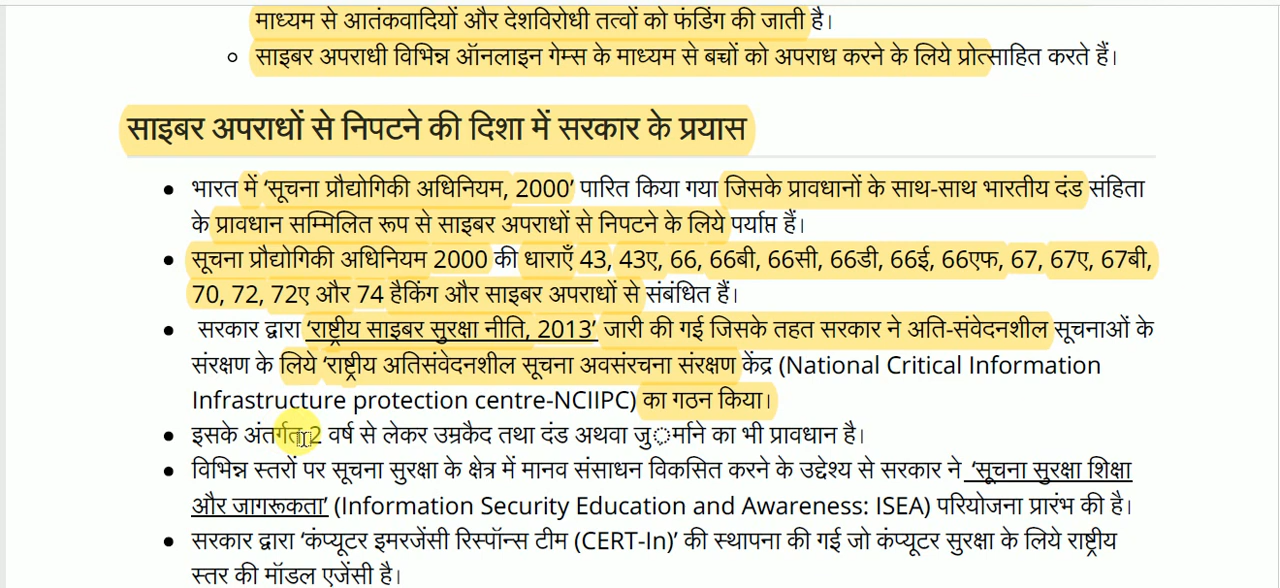 माध्यम से आतंकवादियों और देशविरोधी तत्वों को फंडिंग की जाती है।
साइबर अपराधी विभिन्न ऑनलाइन गेम्स के माध्यम से बच्चों को अपराध करने के लिये प्रोत्साहित करते हैं।
साइबर अपराधों से निपटने की दिशा में सरकार के प्रयास
भारत में ‘सूचना प्रौद्योगिकी अधिनियम, 2000’ पारित किया गया जिसके प्रावधानों के साथ-साथ भारतीय दंड संहिता
के प्रावधान सम्मिलित रूप से साइबर अपराधों से निपटने के लिये पर्याप्त हैं।
सूचना प्रौद्योगिकी अधिनियम 2000 की धाराएँ 43, 43ए, 66, 66बी, 66सी, 66डी, 66ई, 66एफ, 67, 67ए, 67बी,
70, 72, 72ए और 74 हैकिंग और साइबर अपराधों से संबंधित हैं।
सरकार द्वारा ‘राष्ट्रीय साइबर सुरक्षा नीति, 2013’ जारी की गई जिसके तहत सरकार ने अति-संवेदनशील सूचनाओं के
संरक्षण के लिये ‘राष्ट्रीय अतिसंवेदनशील सूचना अवसंरचना संरक्षण केंद्र (National Critical Information
Infrastructure protection centre-NCIIPC) का गठन किया।
इसके अंतर्गत 2 वर्ष से लेकर उम्रकैद तथा दंड अथवा जु◌र्माने का भी प्रावधान है।
विभिन्न स्तरों पर सूचना सुरक्षा के क्षेत्र में मानव संसाधन विकसित करने के उद्देश्य से सरकार ने ‘सूचना सुरक्षा शिक्षा
और जागरूकता’ (Information Security Education and Awareness: ISEA) परियोजना प्रारंभ की है।
सरकार द्वारा ‘कंप्यूटर इमरजेंसी रिस्पॉन्स टीम (CERT-In)’ की स्थापना की गई जो कंप्यूटर सुरक्षा के लिये राष्ट्रीय
स्तर की मॉडल एजेंसी है।